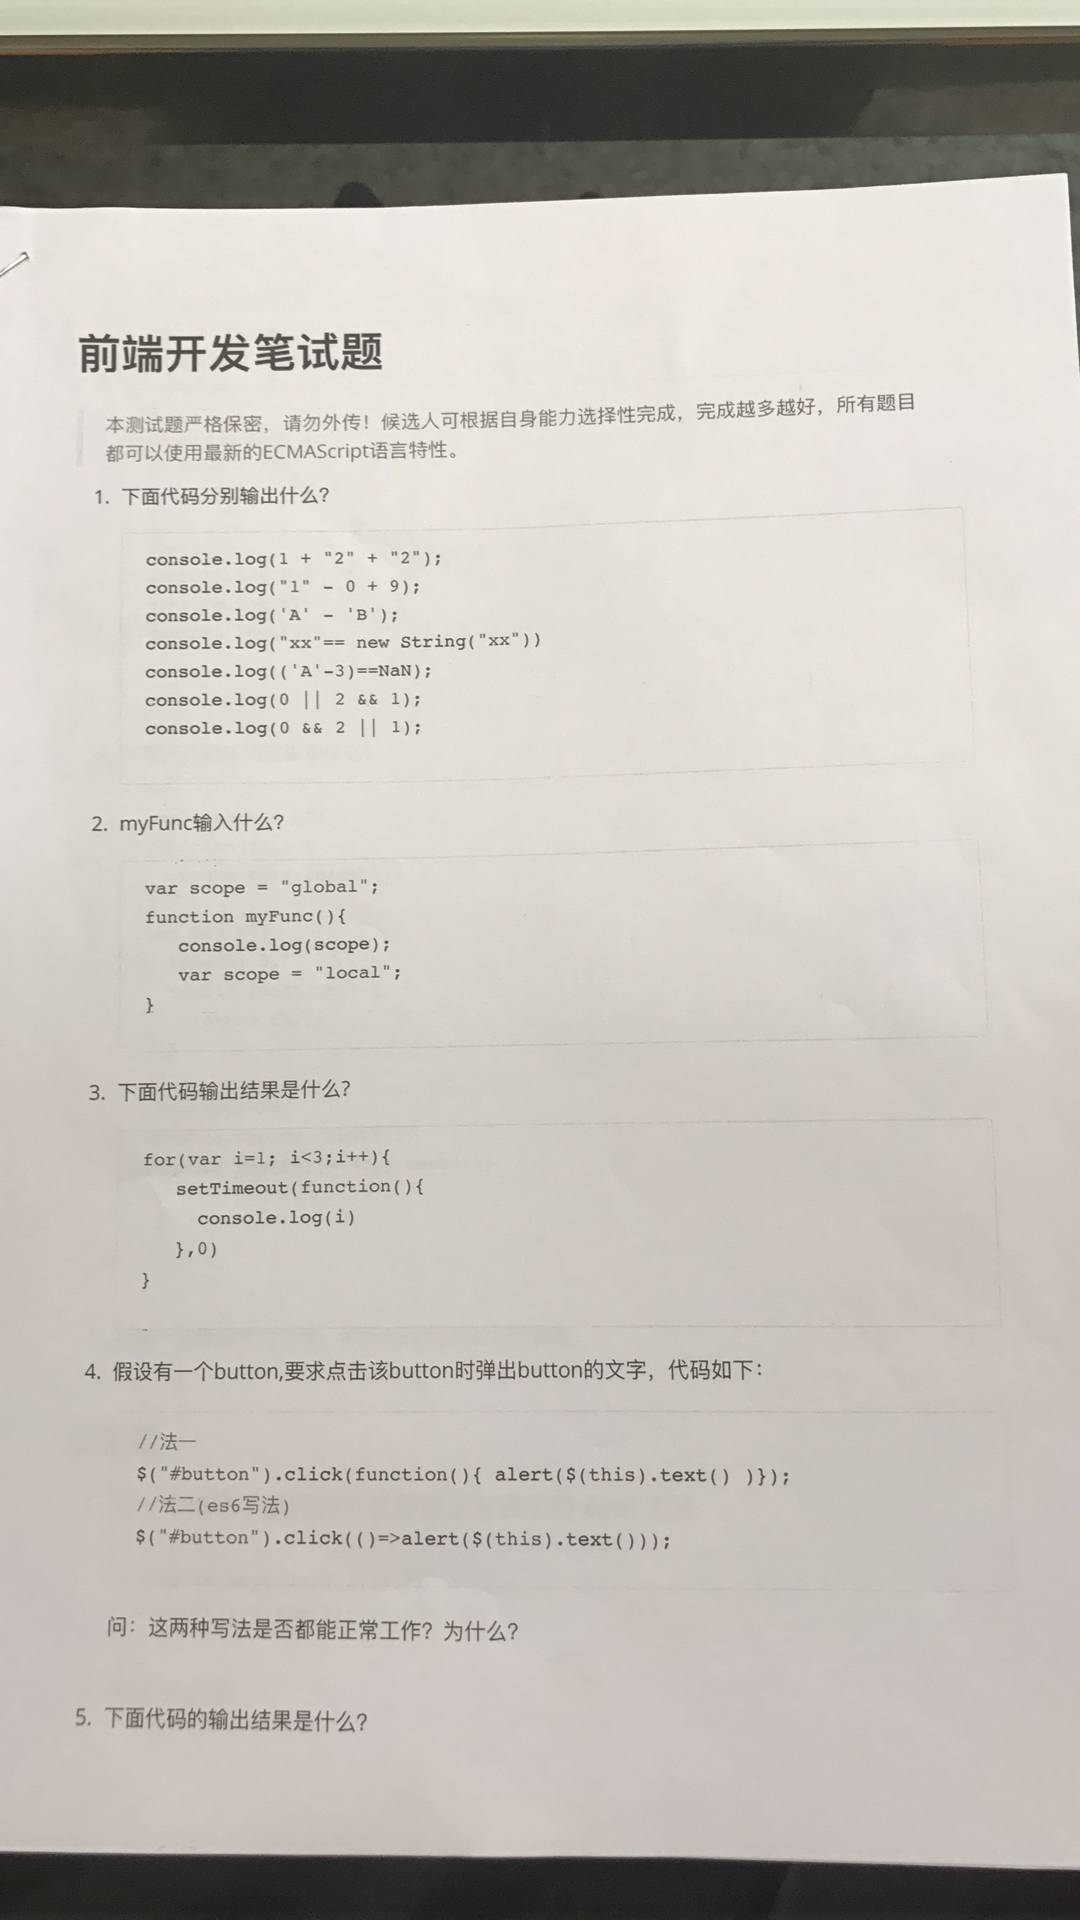 前端开发笔试题
本测试题严格保密，请勿外传！候选人可根据自身能力选择性完成，完成越多越好，所有题目
都可以使用最新的ECMAScript语言特性。
1. 下面代码分别输出什么？
console.log(1 + "2" + "2");
console.log("1" - 0 + 9);
console.log('A' - 'B');
console.log("xx"== new String("xx"))
console.log(('A'-3)==NaN);
console.log(0 || 2 && 1);
console.log(0 && 2 || 1);
2. myFunc输入什么？
var scope = "global";
function myFunc(){
console.log(scope);
var scope = "local";
}
3. 下面代码输出结果是什么？
for(var i=1; i<3;i++){
setTimeout(function(){
console.log(i)
},0)
}
4. 假设有一个button,要求点击该button时弹出button的文字，代码如下：
//法一
$("#button").click(function(){ alert($(this).text() )});
//法二(es6写法)
$("#button").click(()=>alert($(this).text()));
问：这两种写法是否都能正常工作？为什么？
5. 下面代码的输出结果是什么？